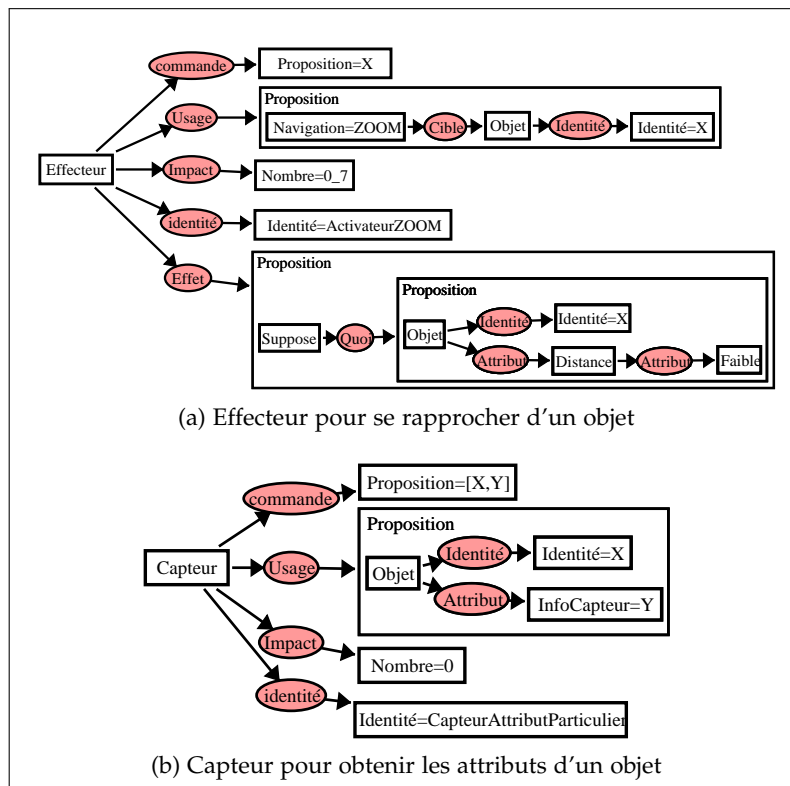 commande
Proposition=X
Proposition
Usage
Navigation=ZOOM
Cible
Objet
Identité
Identité=X
Effecteur
Impact
Nombre=0_7
identité
Identité=ActivateurZOOM
Effet
Proposition
Proposition
Suppose
Quoi
Objet
Identité
Identité=X
Attribut
Distance
Attribut
Faible
(a) Effecteur pour se rapprocher d'un objet
commande
Proposition=[X,Y]
Proposition
Capteur
Usage
Objet
Identité
Identité=X
Attribut
InfoCapteur=Y
Impact
Nombre=0
identité
Identité=CapteurAttributParticulier
(b) Capteur pour obtenir les attributs d'un objet